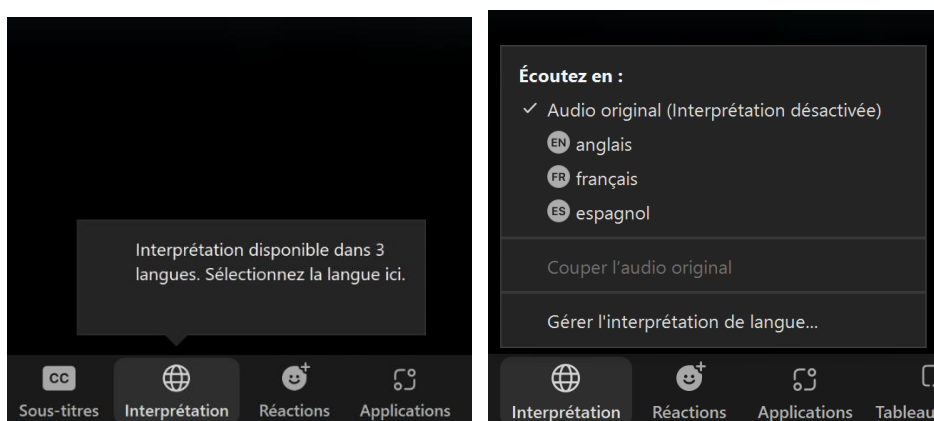 Interprétation disponible dans 3
langues. Sélectionnez la langue ici.
CC
Sous-titres
Interprétation
Réactions
Applications
Écoutez en :
Audio original (Interprétation désactivée)
EN anglais
FR français
ES espagnol
Couper l'audio original
Gérer l'interprétation de langue...
Interprétation
Réactions
Applications
Tableau